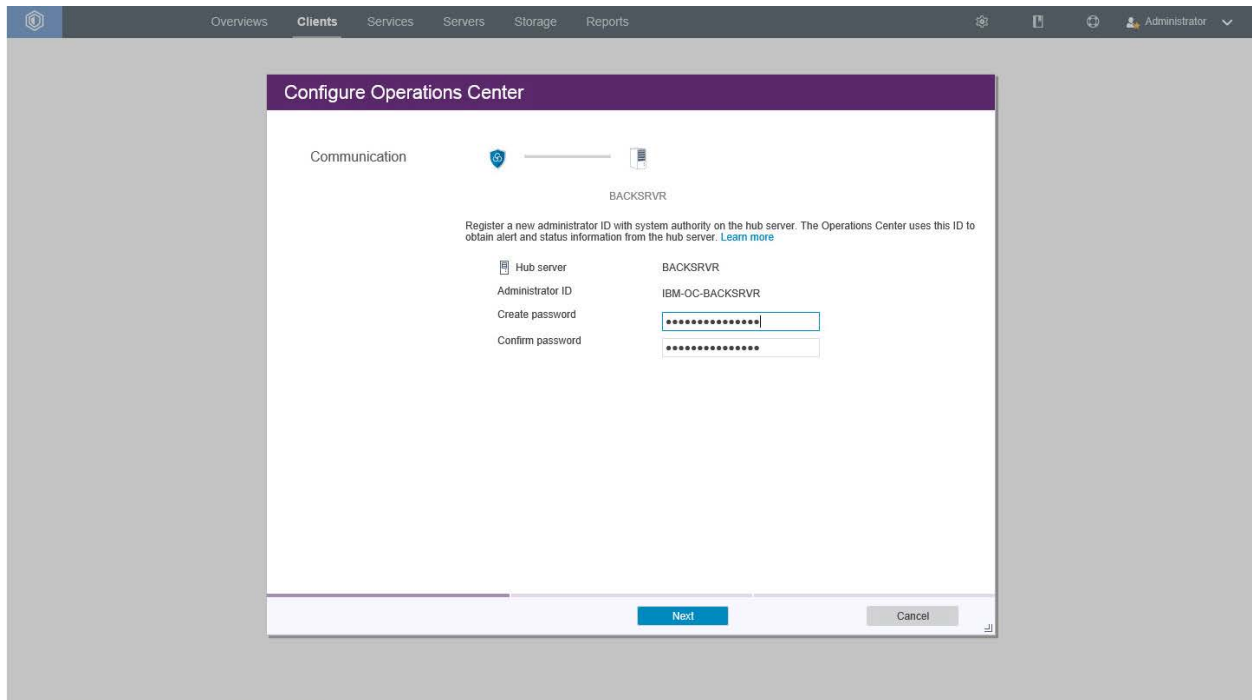 Overviews Clients Services Servers Storage Reports Administrator
Configure Operations Center
Communication
BACKSRVR
Register a new administrator ID with system authority on the hub server. The Operations Center uses this ID to
obtain alert and status information from the hub server. Learn more
Hub server BACKSRVR
Administrator ID IBM-OC-BACKSRVR
Create password •••••••••••••••
Confirm password •••••••••••••••
Next Cancel